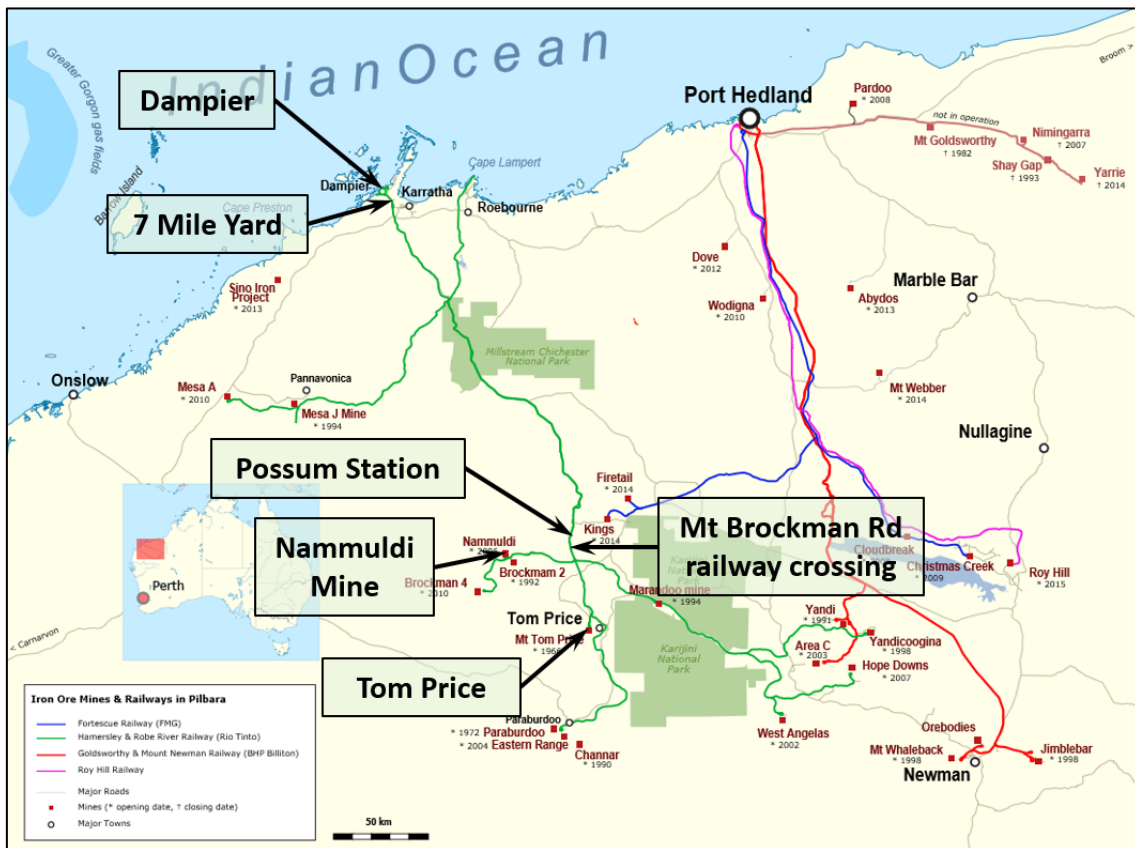 Indian Ocean
Greater Gorgon gas fields
Barrow Island
Broom >
Dampier
7 Mile Yard
Cape Lampert
Dampier
Karratha
Roebourne
Cape Preston
Port Hedland
Pardoo
* 2008
not in operation
Mt Goldsworthy
† 1982
Nimingarra
† 2007
Shay Gap
† 1993
Yarrie
† 2014
Sino Iron
Project
* 2013
Dove
* 2012
Wodigna
* 2010
Abydos
* 2013
Marble Bar
Millstream Chichester
National Park
Onslow
Mesa A
* 2010
Pannavonica
Mesa J Mine
* 1994
Mt Webber
* 2014
Nullagine
Possum Station
Firetail
* 2014
Kings
* 2014
Nammuldi
Mine
Nammuldi
Brockman 2
* 1992
Brockmam 4
* 2010
Mt Brockman Rd
railway crossing
Cloudbreak
Christmas Creek
* 2009
Roy Hill
* 2015
Marandoo mine
* 1994
Perth
< Carnarvon
Tom Price
Mt Tom Price
* 1966
Tom Price
Karijini
National
Park
Yandi
* 1991
Yandicoogina
* 1998
Area C
* 2003
Hope Downs
* 2007
West Angelas
* 2002
Paraburdoo
* 1972 Paraburdoo
* 2004 Eastern Range
Channar
* 1990
Orebodies
Mt Whaleback
* 1998
Newman
Jimblebar
* 1998
Iron Ore Mines & Railways in Pilbara
Fortescue Railway (FMG)
Hamersley & Robe River Railway (Rio Tinto)
Goldsworthy & Mount Newman Railway (BHP Billiton)
Roy Hill Railway
Major Roads
Mines (* opening date, † closing date)
Major Towns
50 km